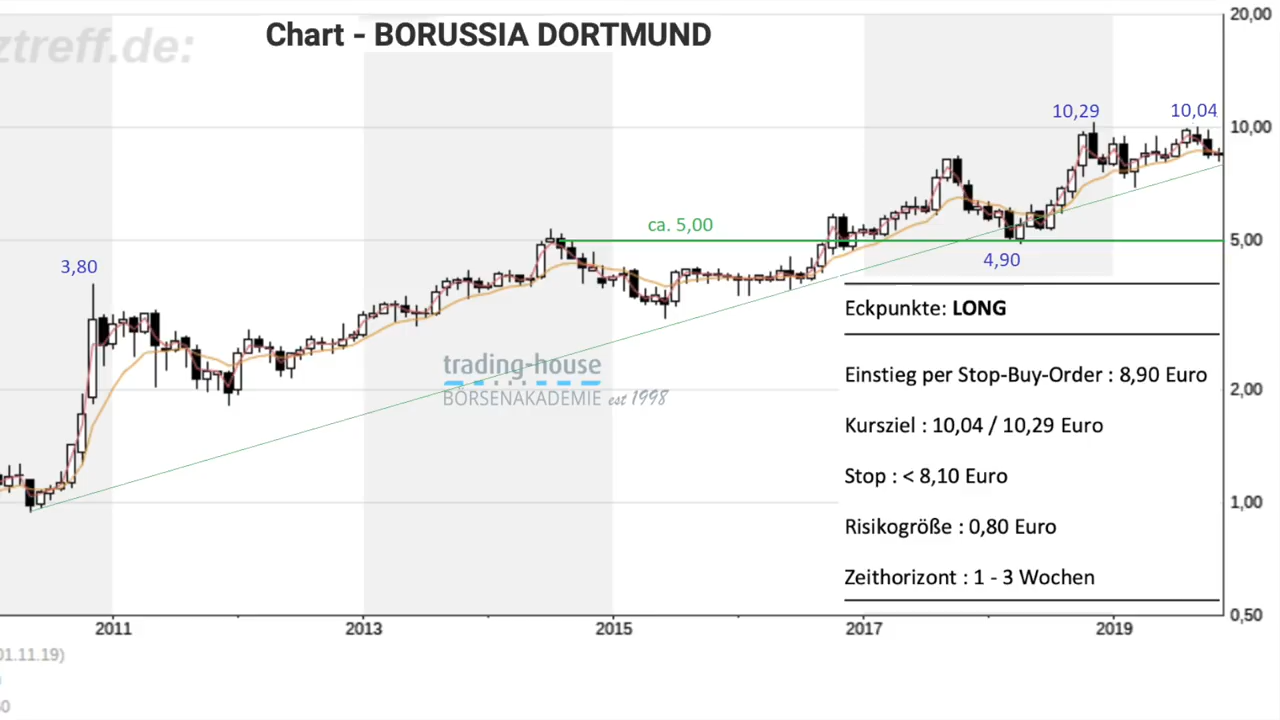 ztreff.de:
Chart - BORUSSIA DORTMUND
20,00
10,29
10,04
10,00
ca. 5,00
5,00
3,80
4,90
Eckpunkte: LONG
trading-house
BÖRSENAKADEMIE est 1998
Einstieg per Stop-Buy-Order : 8,90 Euro
2,00
Kursziel : 10,04 / 10,29 Euro
Stop : < 8,10 Euro
1,00
Risikogröße : 0,80 Euro
Zeithorizont : 1 - 3 Wochen
0,50
2011
2013
2015
2017
2019
01.11.19)